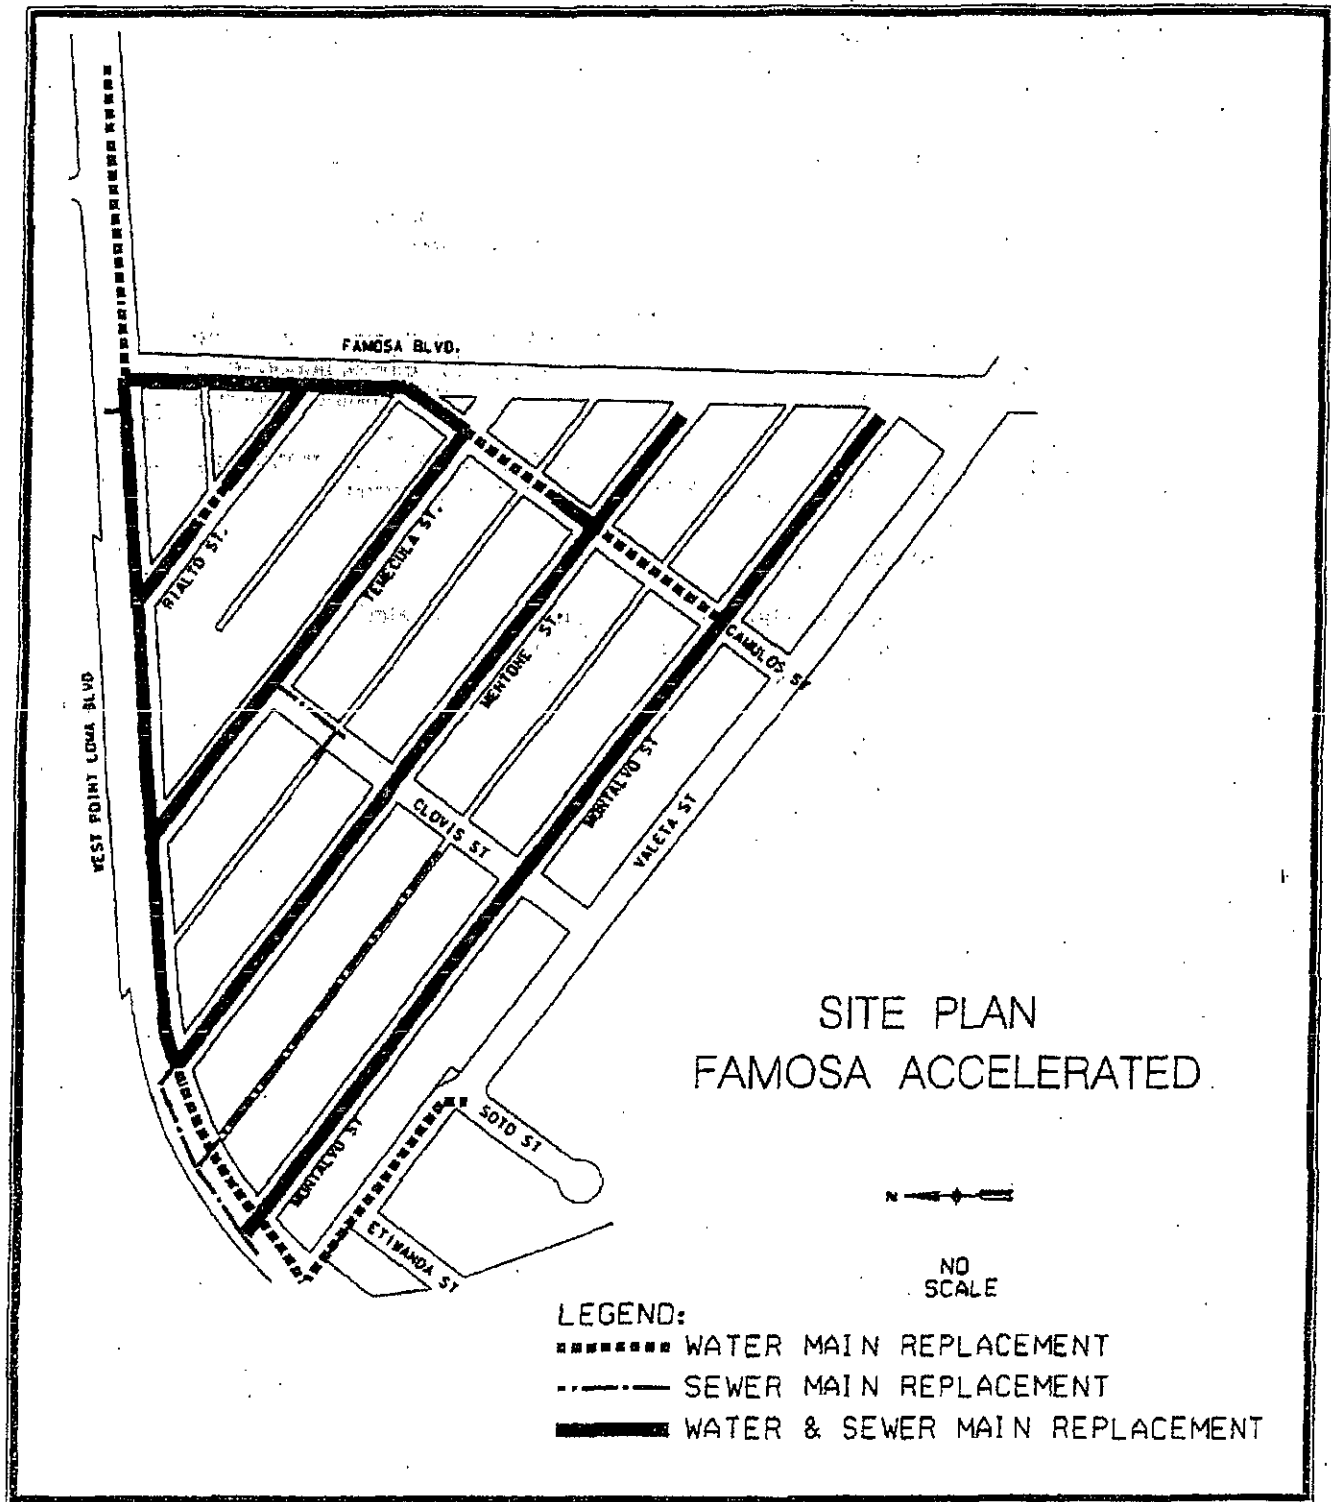 FAMOSA BLVD.
RIALTO ST.
TEMECULA ST.
MENTONE ST.
CAMULOS ST
WEST POINT LOMA BLVD
MONTALVO ST
CLOVIS ST
VALETA ST
SITE PLAN
FAMOSA ACCELERATED
MONTALVO ST
SOTO ST
ETIWANDA ST
N
NO
SCALE
LEGEND:
WATER MAIN REPLACEMENT
SEWER MAIN REPLACEMENT
WATER & SEWER MAIN REPLACEMENT